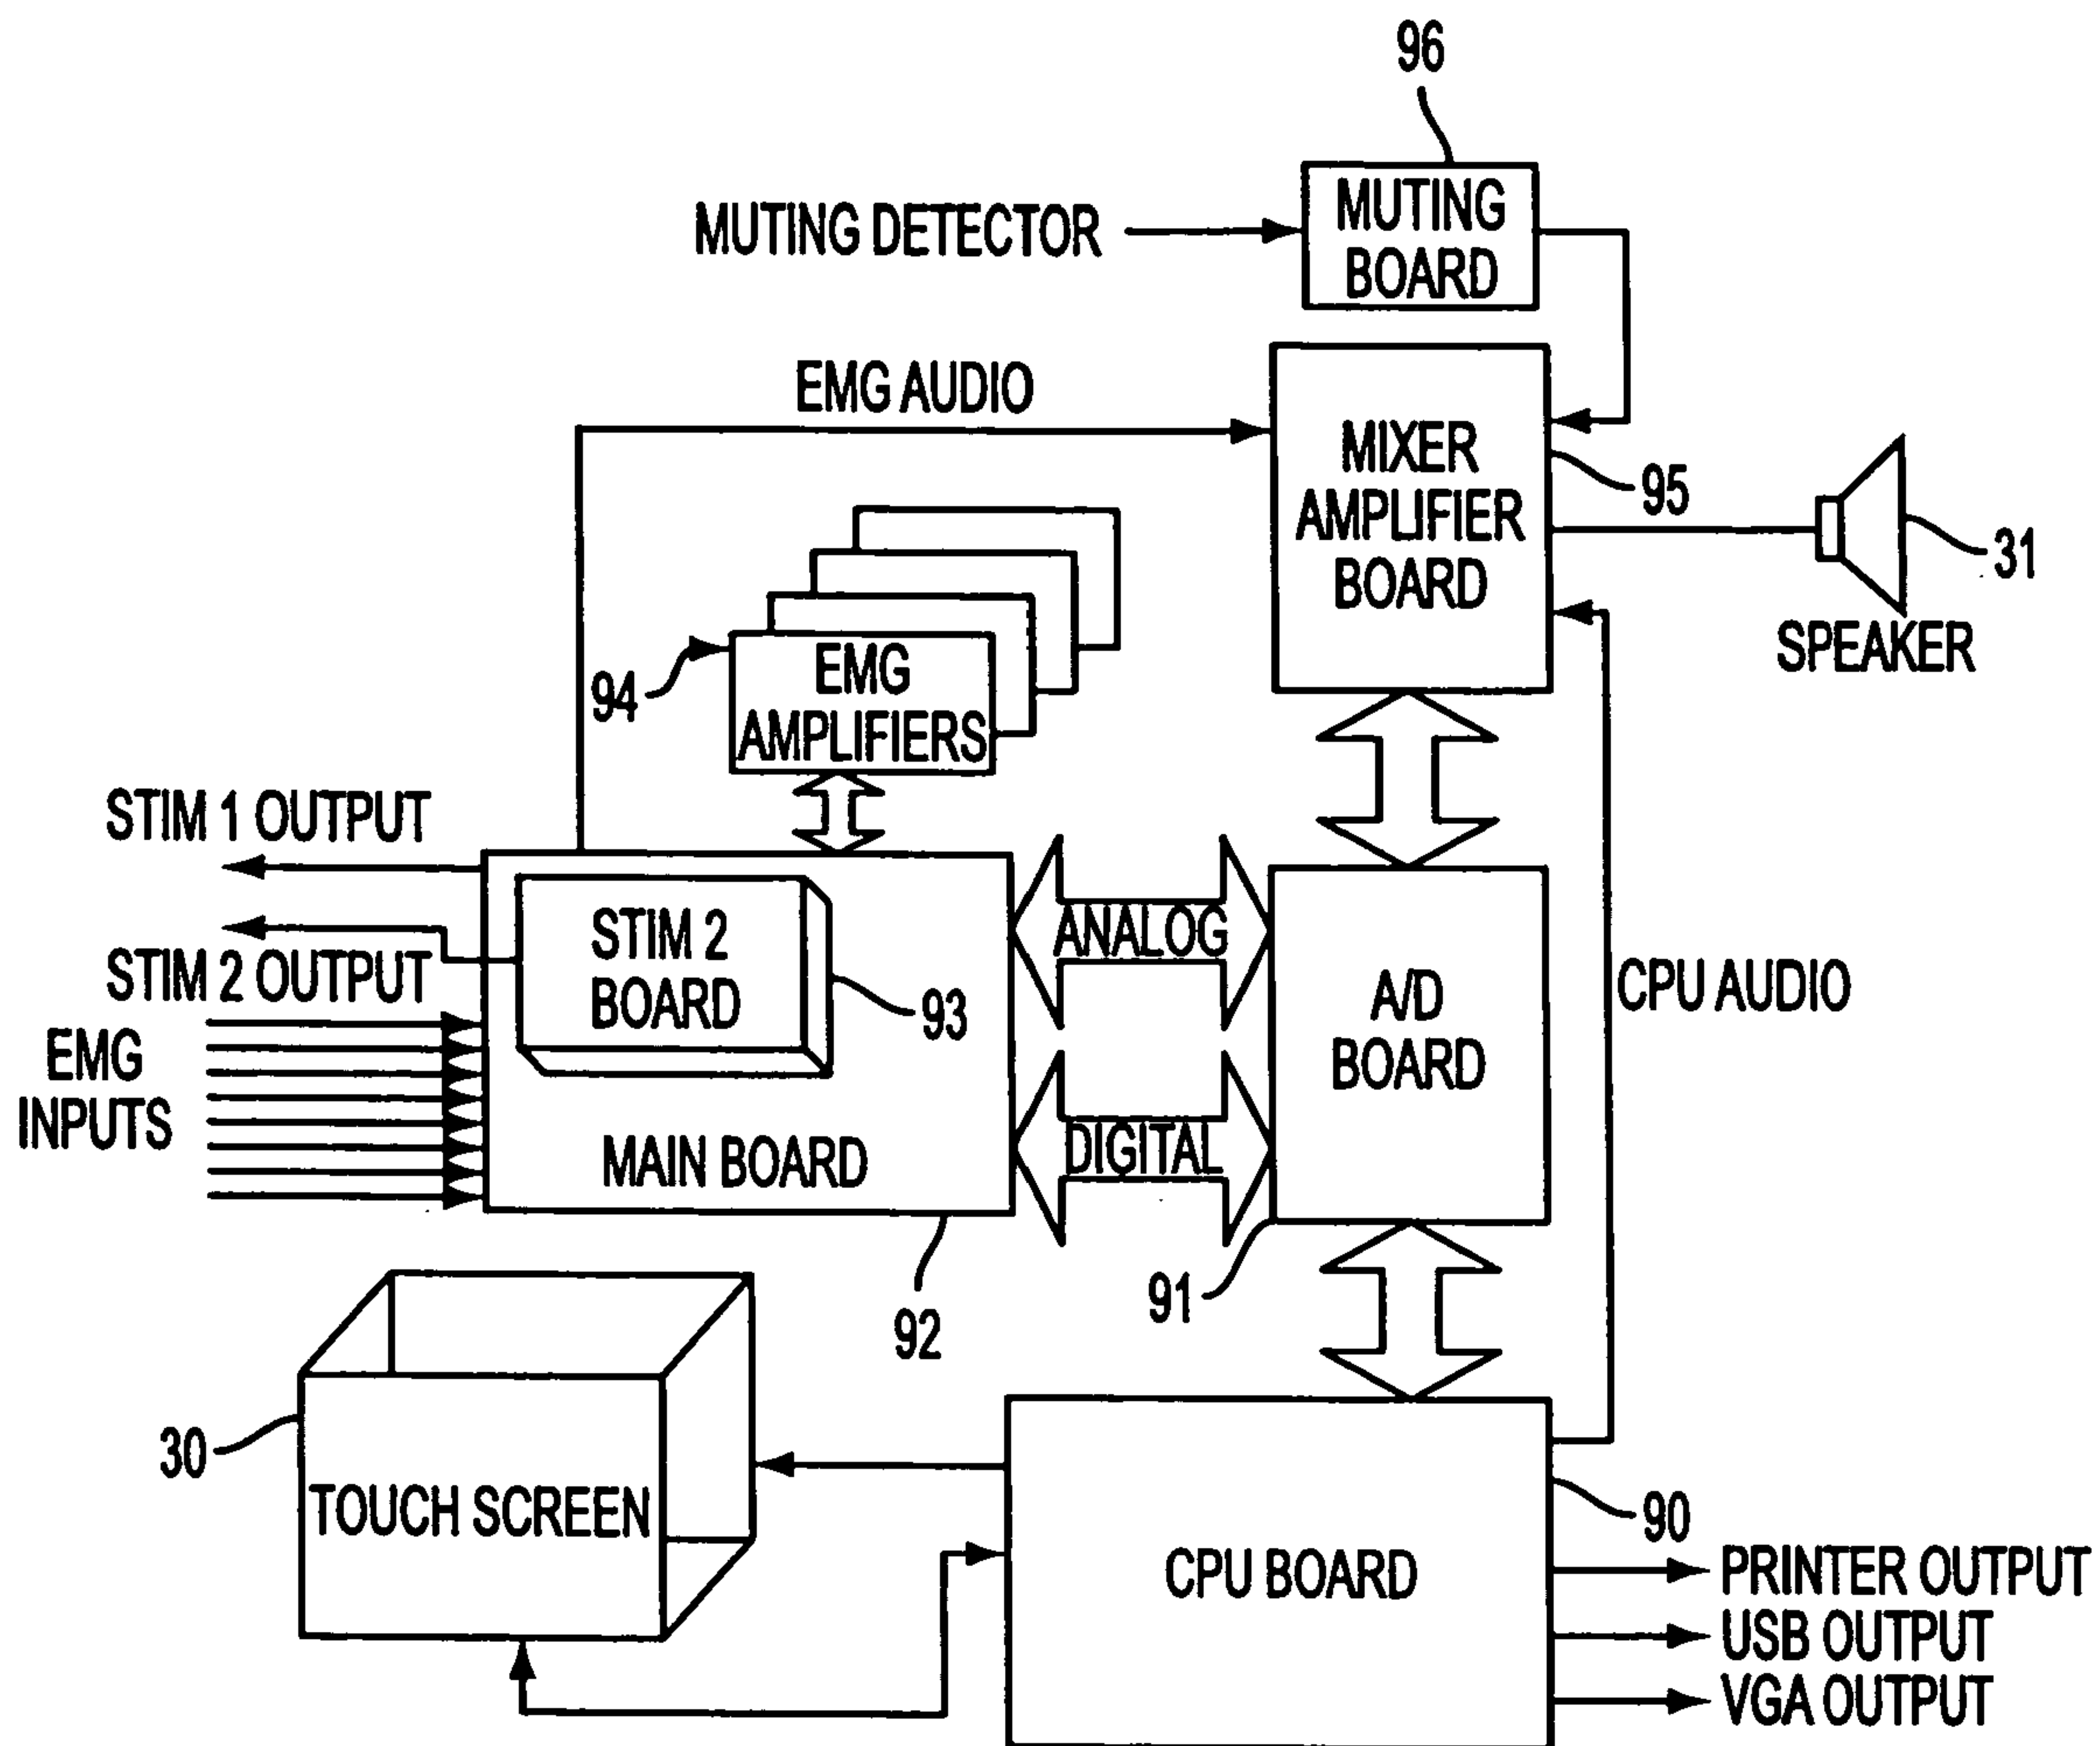 96
MUTING DETECTOR
MUTING
BOARD
EMG AUDIO
MIXER
AMPLIFIER
BOARD
95
31
SPEAKER
94
EMG
AMPLIFIERS
STIM 1 OUTPUT
STIM 2 OUTPUT
STIM 2
BOARD
93
ANALOG
A/D
BOARD
CPU AUDIO
EMG
INPUTS
MAIN BOARD
DIGITAL
92
91
30
TOUCH SCREEN
CPU BOARD
90
PRINTER OUTPUT
USB OUTPUT
VGA OUTPUT